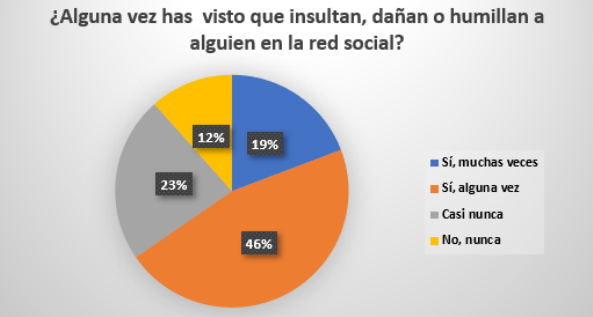 ¿Alguna vez has visto que insultan, dañan o humillan a
alguien en la red social?
12%
19%
23%
46%
Sí, muchas veces
Sí, alguna vez
Casi nunca
No, nunca